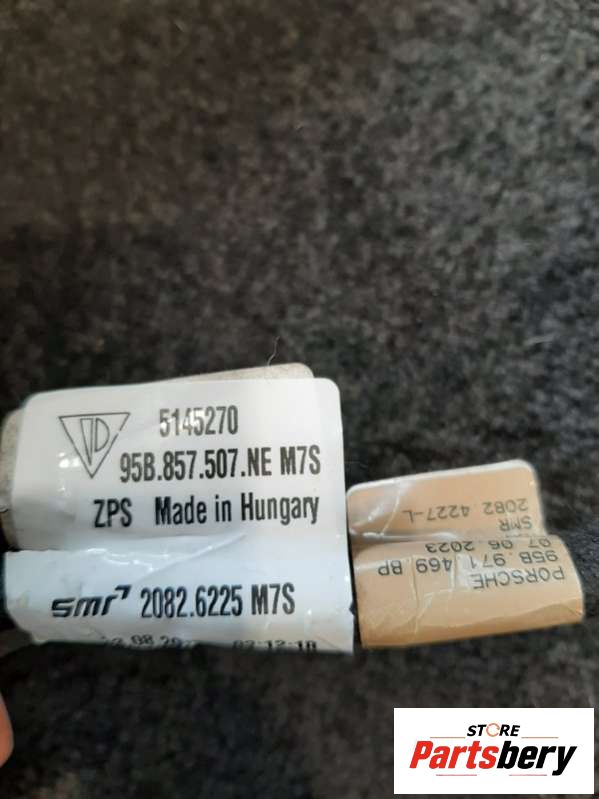 5145270
95B.857.507.NE M7S
ZPS Made in Hungary
smr 2082.6225 M7S
2082 4227-L
SMR
07.06.2023
95B.971.469 BP
PORSCHE
STORE
Partsbery